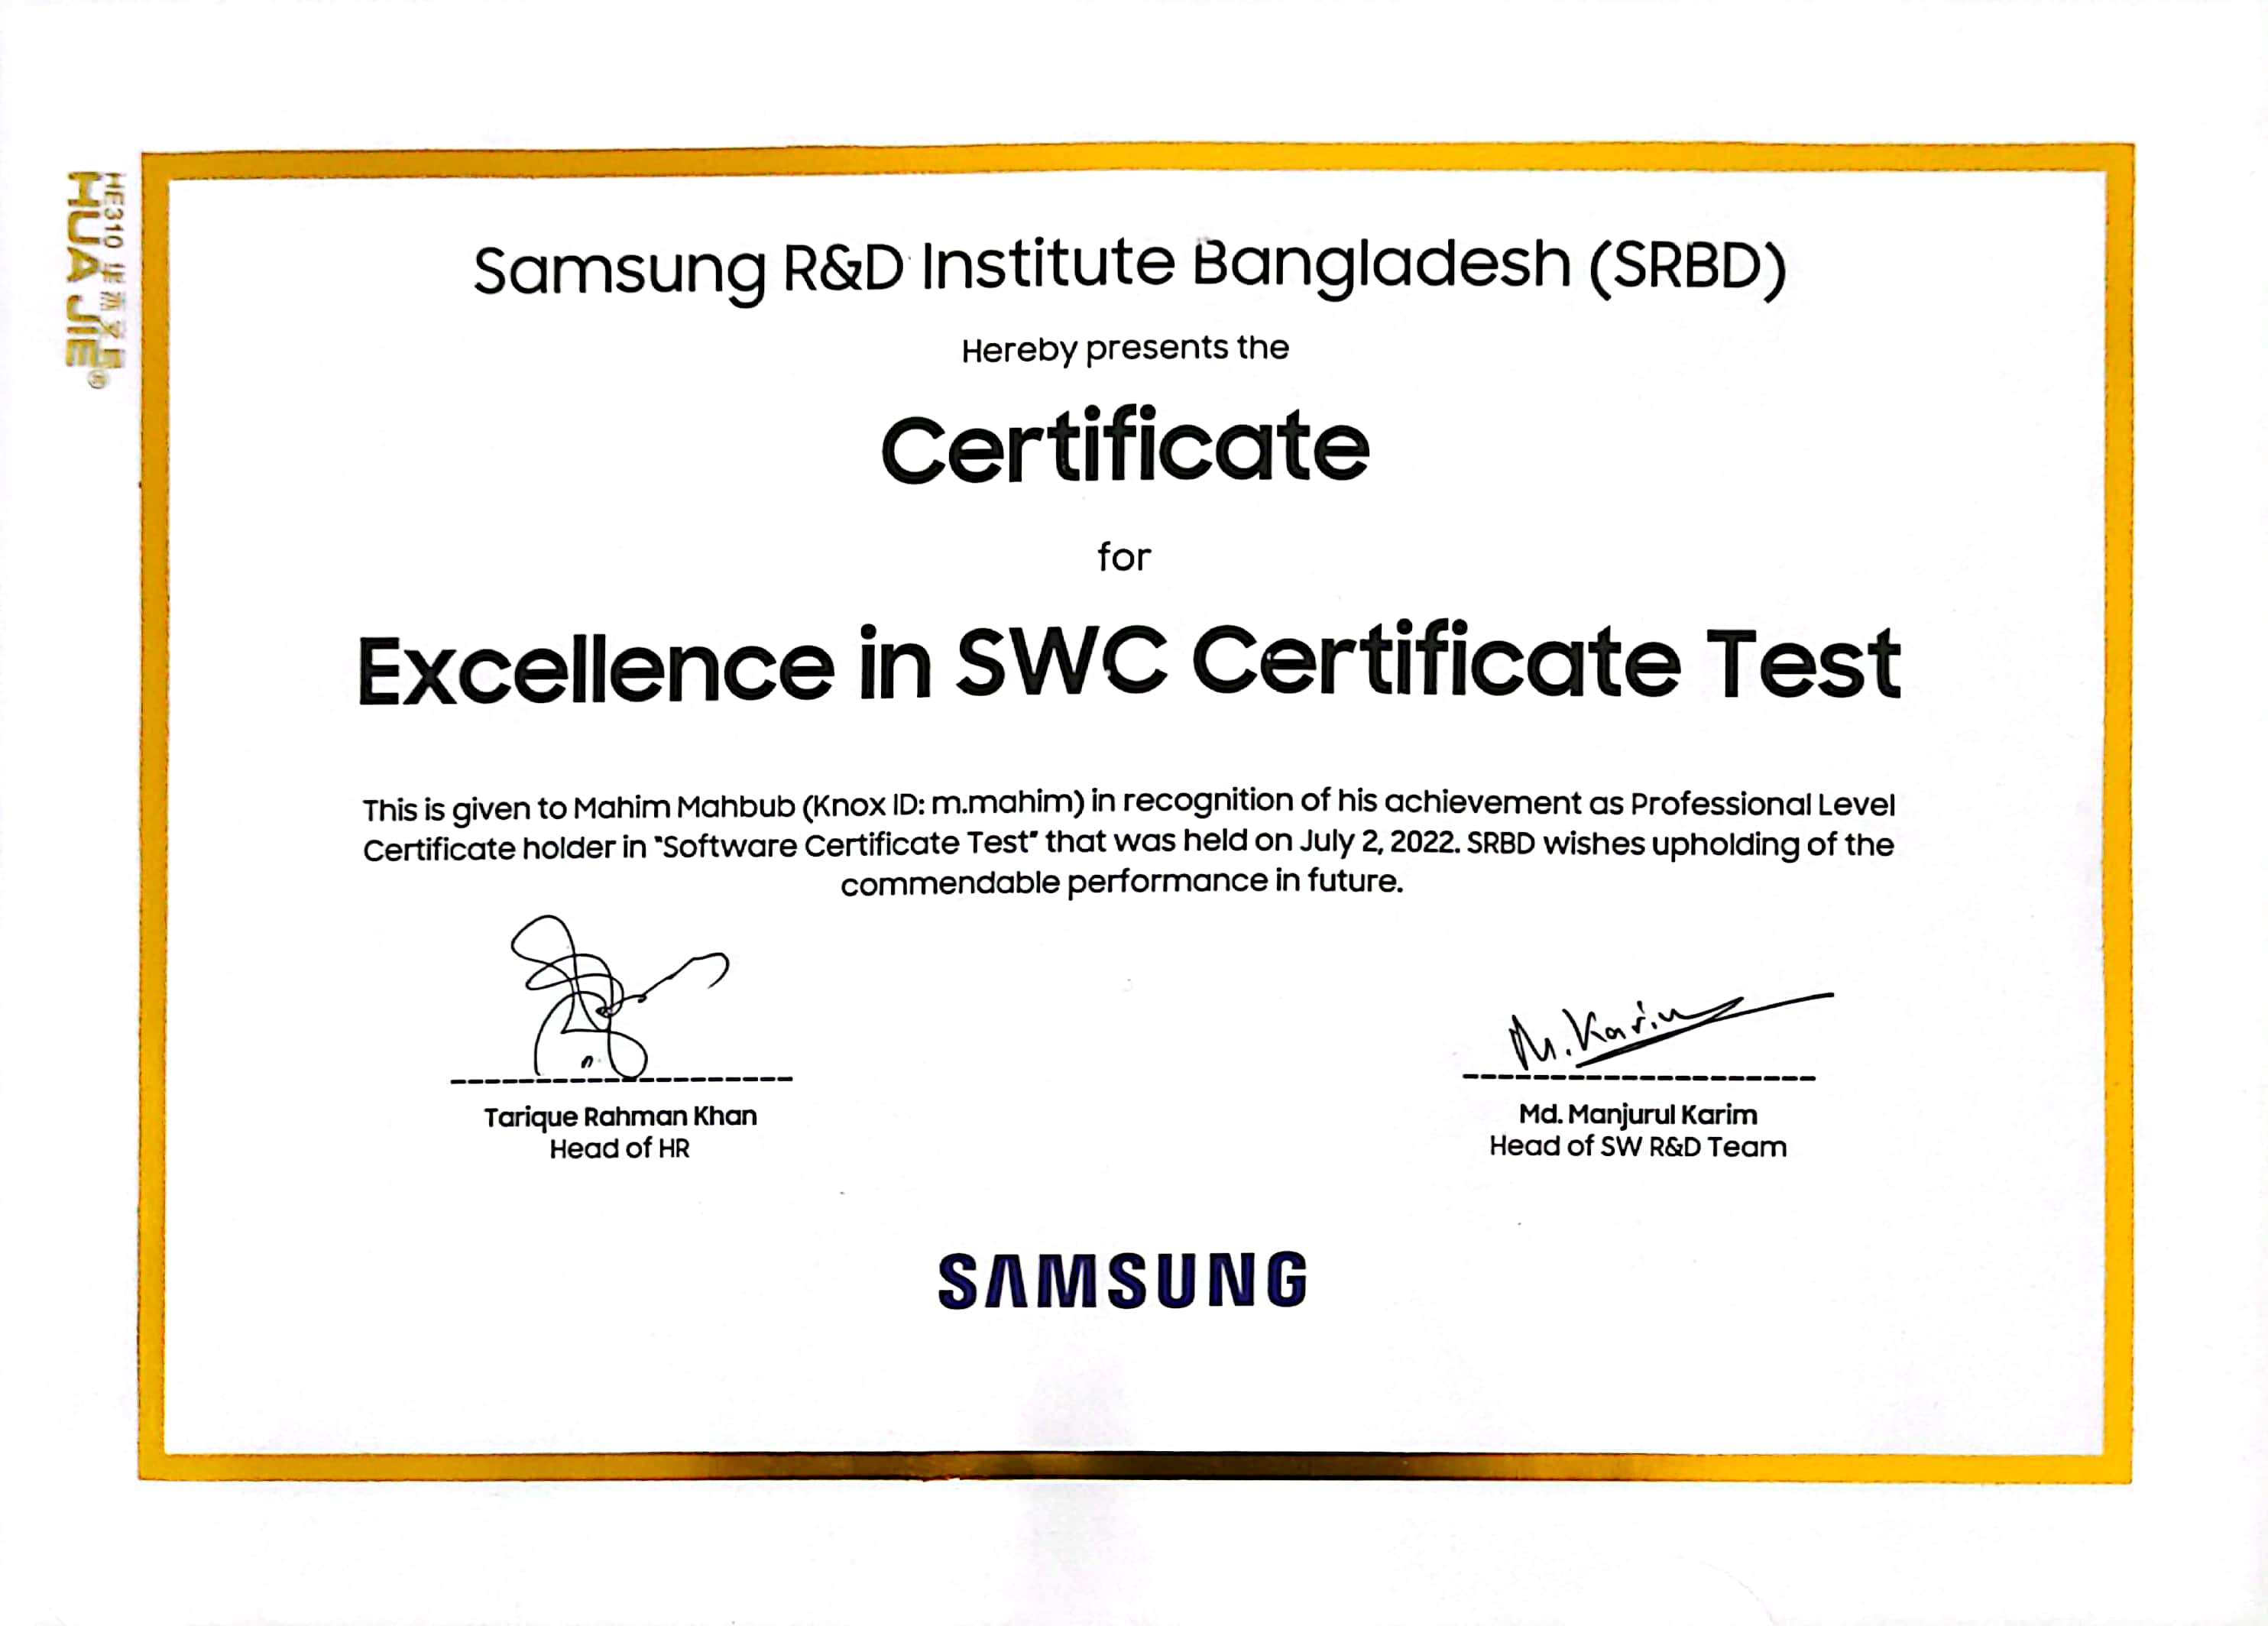 HE310
HUA JIE®
Samsung R&D Institute Bangladesh (SRBD)
Hereby presents the
Certificate
for
Excellence in SWC Certificate Test
This is given to Mahim Mahbub (Knox ID: m.mahim) in recognition of his achievement as Professional Level
Certificate holder in "Software Certificate Test" that was held on July 2, 2022. SRBD wishes upholding of the
commendable performance in future.
M. Karim
Tarique Rahman Khan
Head of HR
Md. Manjurul Karim
Head of SW R&D Team
SAMSUNG